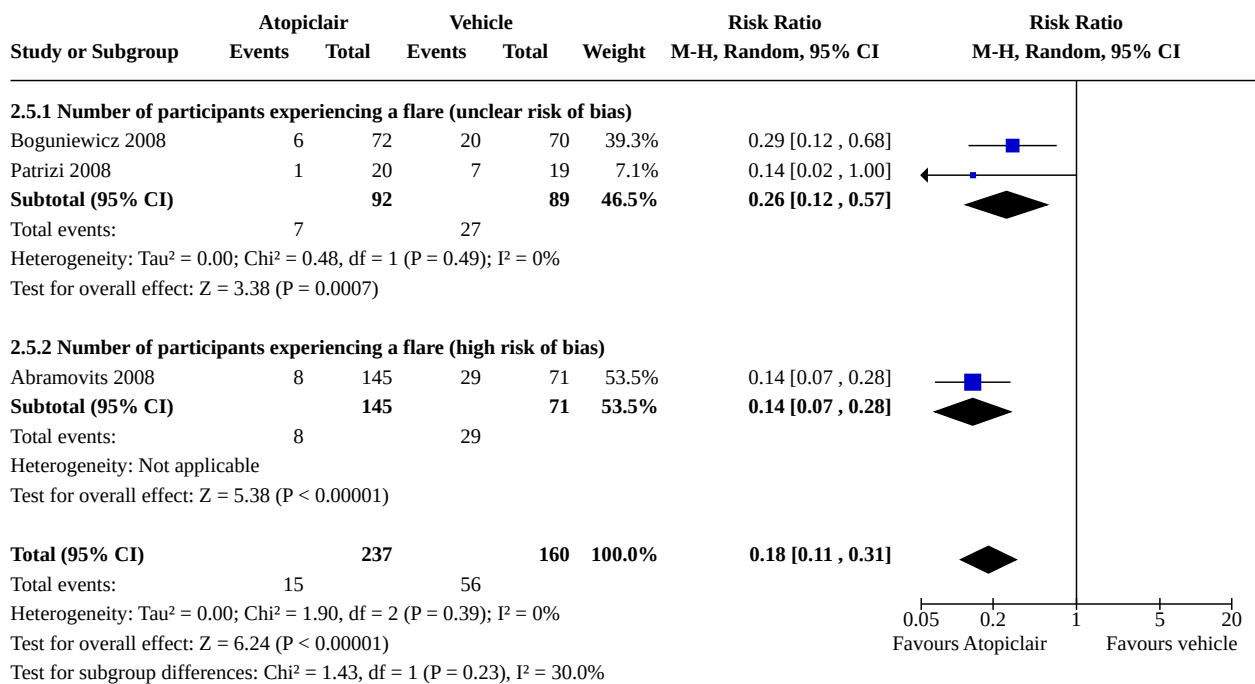 Atopiclair Vehicle Risk Ratio Risk Ratio
Study or Subgroup Events Total Events Total Weight M-H, Random, 95% CI M-H, Random, 95% CI
2.5.1 Number of participants experiencing a flare (unclear risk of bias)
Boguniewicz 2008 6 72 20 70 39.3% 0.29 [0.12 , 0.68]
Patrizi 2008 1 20 7 19 7.1% 0.14 [0.02 , 1.00]
Subtotal (95% CI) 92 89 46.5% 0.26 [0.12 , 0.57]
Total events: 7 27
Heterogeneity: Tau² = 0.00; Chi² = 0.48, df = 1 (P = 0.49); I² = 0%
Test for overall effect: Z = 3.38 (P = 0.0007)
2.5.2 Number of participants experiencing a flare (high risk of bias)
Abramovits 2008 8 145 29 71 53.5% 0.14 [0.07 , 0.28]
Subtotal (95% CI) 145 71 53.5% 0.14 [0.07 , 0.28]
Total events: 8 29
Heterogeneity: Not applicable
Test for overall effect: Z = 5.38 (P < 0.00001)
Total (95% CI) 237 160 100.0% 0.18 [0.11 , 0.31]
Total events: 15 56
Heterogeneity: Tau² = 0.00; Chi² = 1.90, df = 2 (P = 0.39); I² = 0%
0.05 0.2 1 5 20
Test for overall effect: Z = 6.24 (P < 0.00001)
Favours Atopiclair Favours vehicle
Test for subgroup differences: Chi² = 1.43, df = 1 (P = 0.23), I² = 30.0%